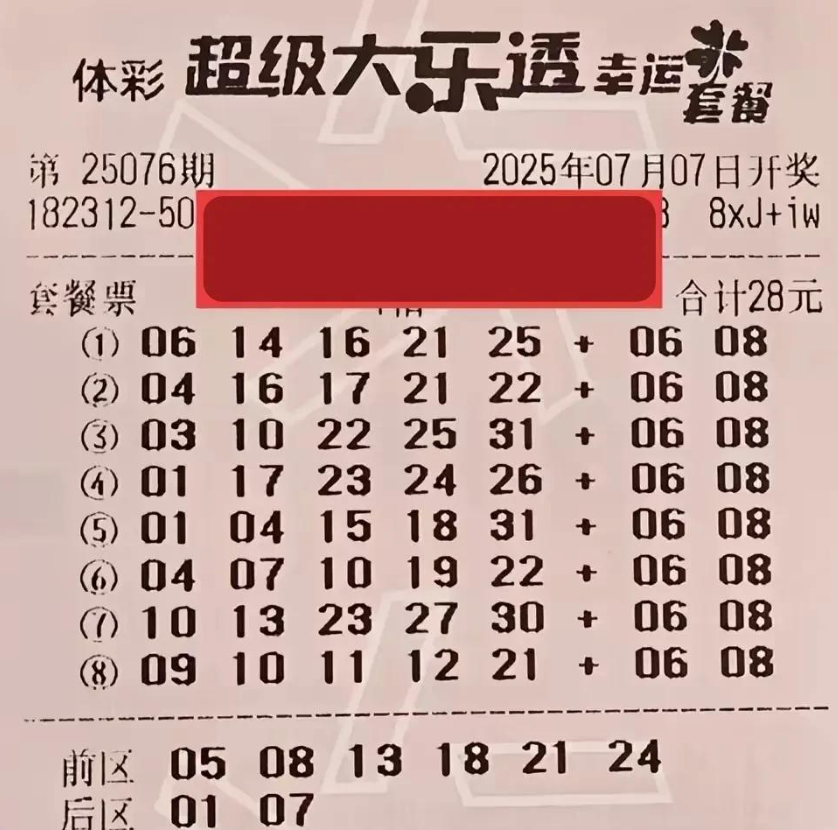 体彩 超级大乐透 幸运套餐
第 25076期 2025年07月07日开奖
182312-50 8xJ+iw
套餐票 合计28元
① 06 14 16 21 25 + 06 08
② 04 16 17 21 22 + 06 08
③ 03 10 22 25 31 + 06 08
④ 01 17 23 24 26 + 06 08
⑤ 01 04 15 18 31 + 06 08
⑥ 04 07 10 19 22 + 06 08
⑦ 10 13 23 27 30 + 06 08
⑧ 09 10 11 12 21 + 06 08
前区 05 08 13 18 21 24
后区 01 07